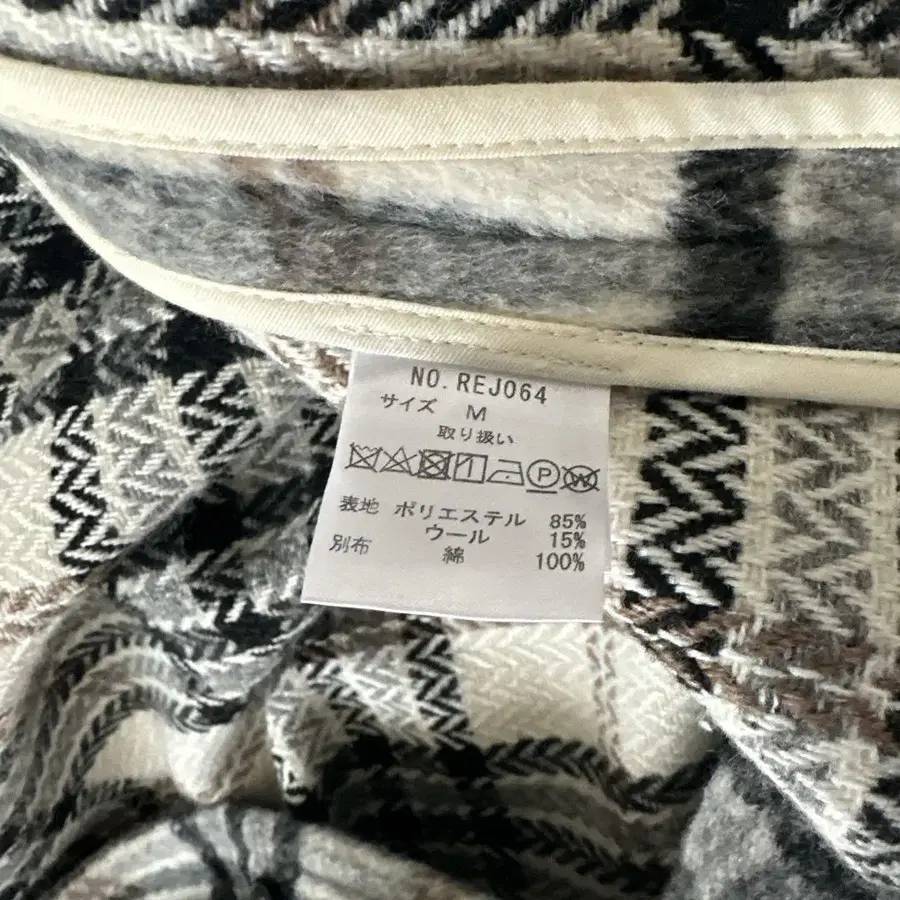 NO. REJ064
サイズ M
取り扱い
P W
表地 ポリエステル 85%
ウール 15%
別布 綿 100%